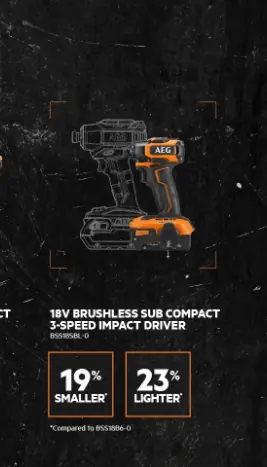 AEG
CT
18V BRUSHLESS SUB COMPACT
3-SPEED IMPACT DRIVER
BSS18SBL-0
19%
SMALLER*
23%
LIGHTER*
*Compared to BSS18B6-0